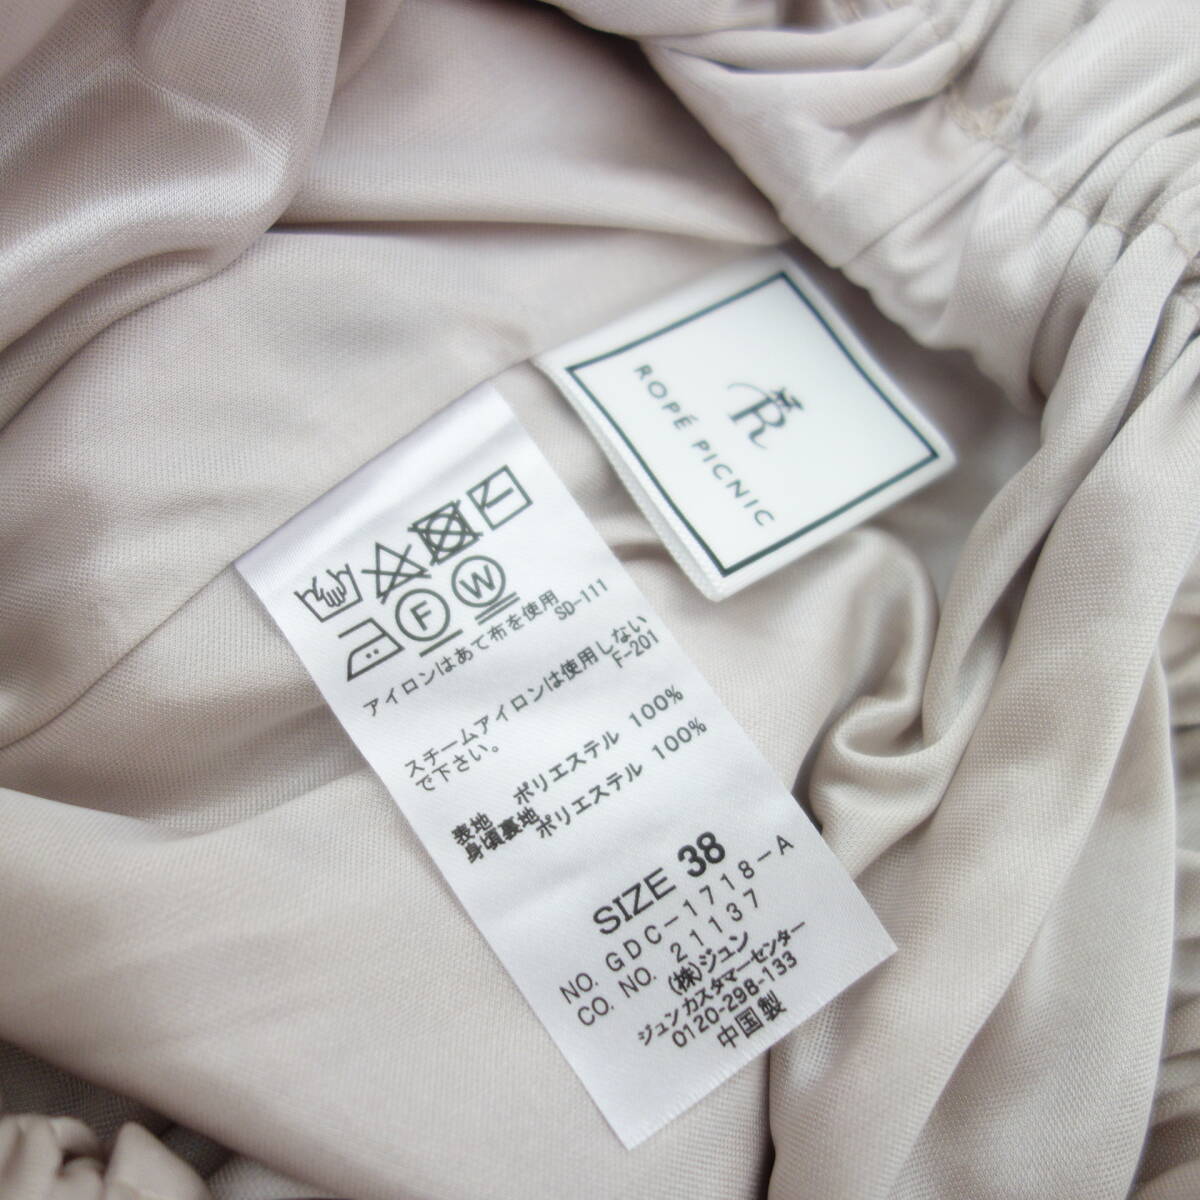 R
ROPÉ PICNIC
F W
アイロンはあて布を使用
SD-111
スチームアイロンは使用しない
で下さい。
F-201
表地 ポリエステル 100%
身頃裏地 ポリエステル 100%
SIZE 38
NO. GDC-1718-A
CO. NO. 21137
(株)ジュン
ジュンカスタマーセンター
0120-298-133
中国製